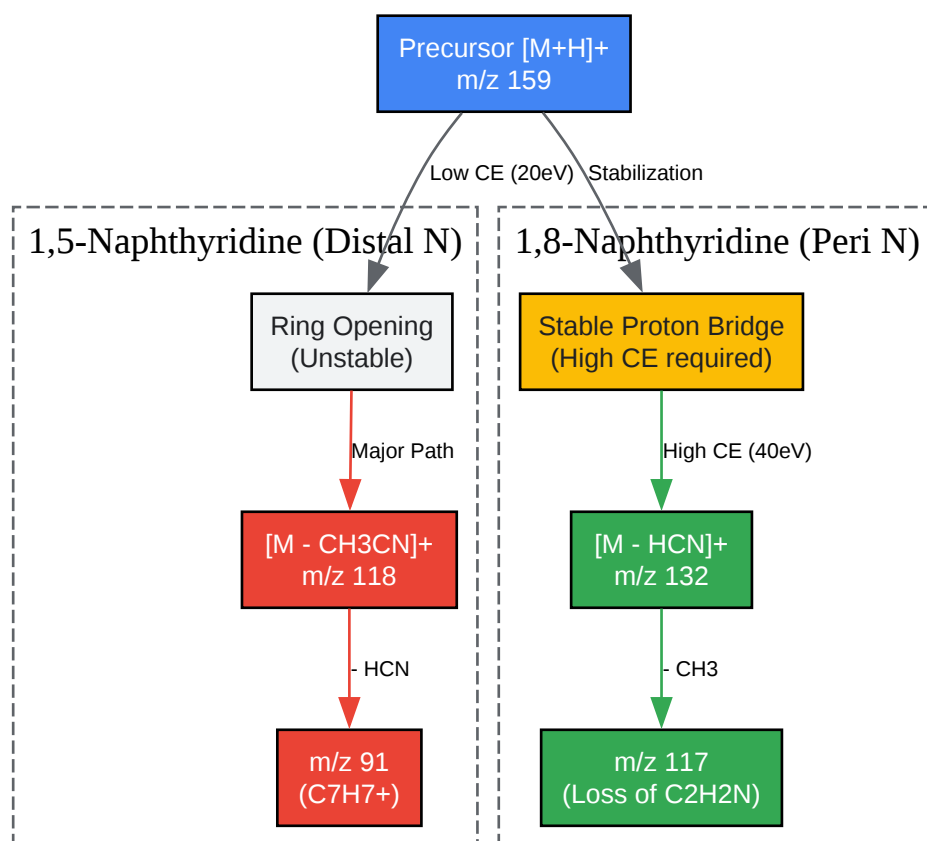 Precursor [M+H]+
m/z 159
Low CE (20eV)
Stabilization
1,5-Naphthyridine (Distal N)
1,8-Naphthyridine (Peri N)
Ring Opening
(Unstable)
Stable Proton Bridge
(High CE required)
Major Path
High CE (40eV)
[M - CH3CN]+
m/z 118
[M - HCN]+
m/z 132
- HCN
- CH3
m/z 91
(C7H7+)
m/z 117
(Loss of C2H2N)